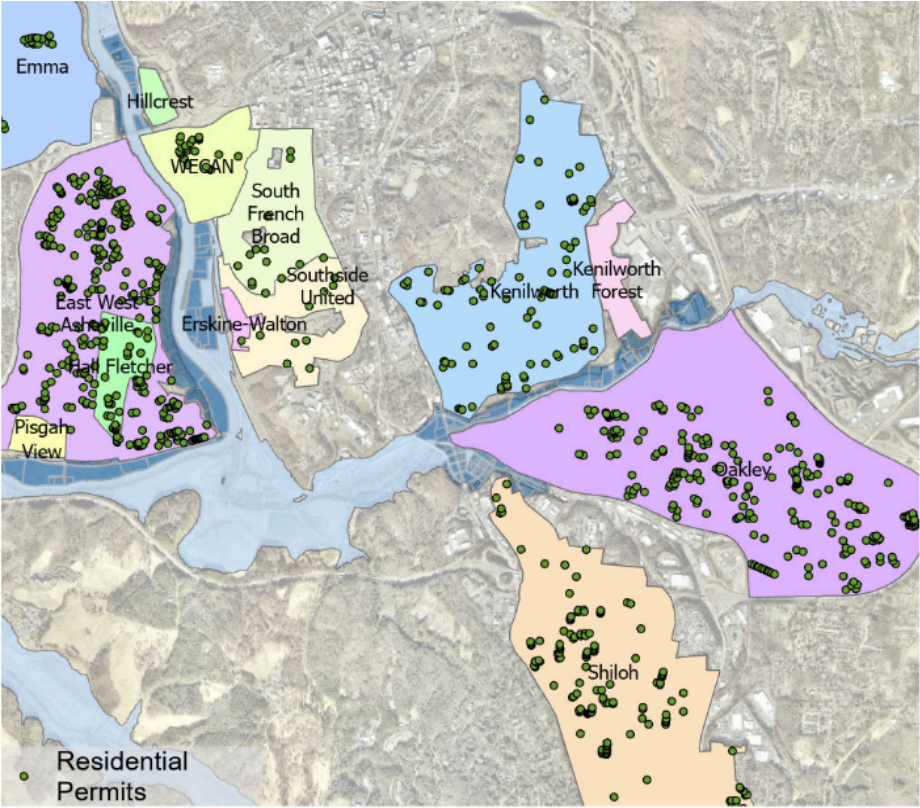 Emma
Hillcrest
WECAN
South
French
Broad
Southside
United
Kenilworth
Forest
Kenilworth
East West
Asheville
Erskine-Walton
Hall Fletcher
Pisgah
View
Oakley
Shiloh
Residential
Permits